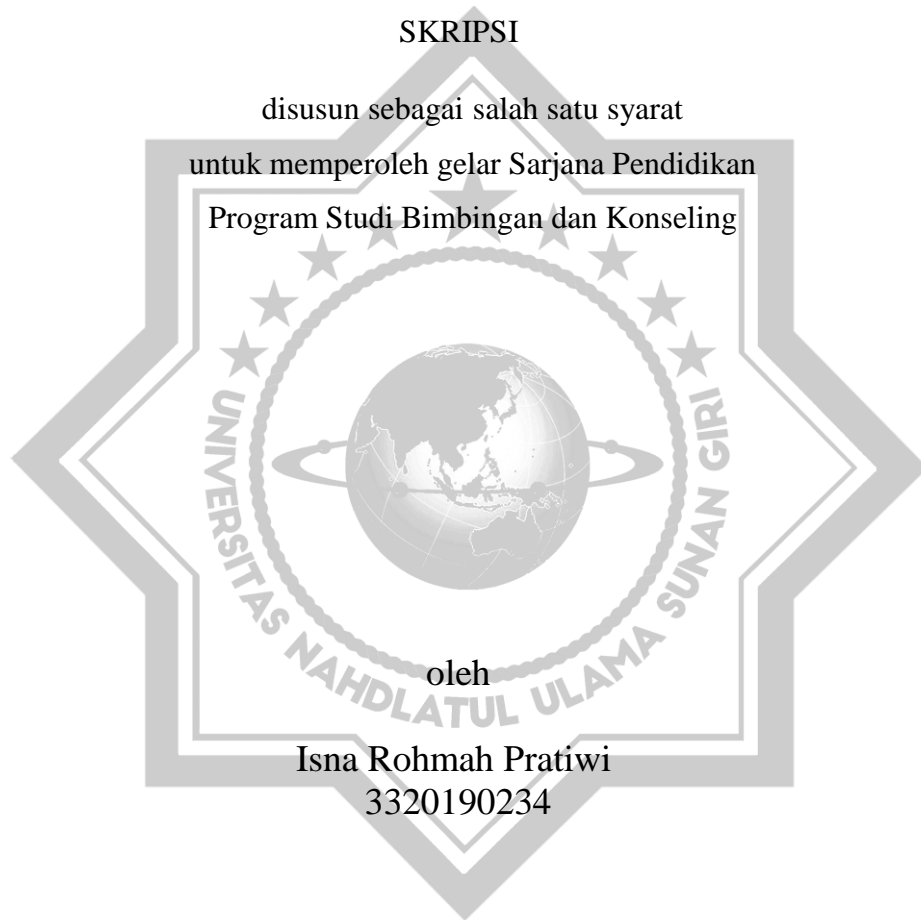 SKRIPSI
disusun sebagai salah satu syarat
untuk memperoleh gelar Sarjana Pendidikan
Program Studi Bimbingan dan Konseling
UNIVERSITAS NAHDLATUL ULAMA SUNAN GIRI
oleh
Isna Rohmah Pratiwi
3320190234